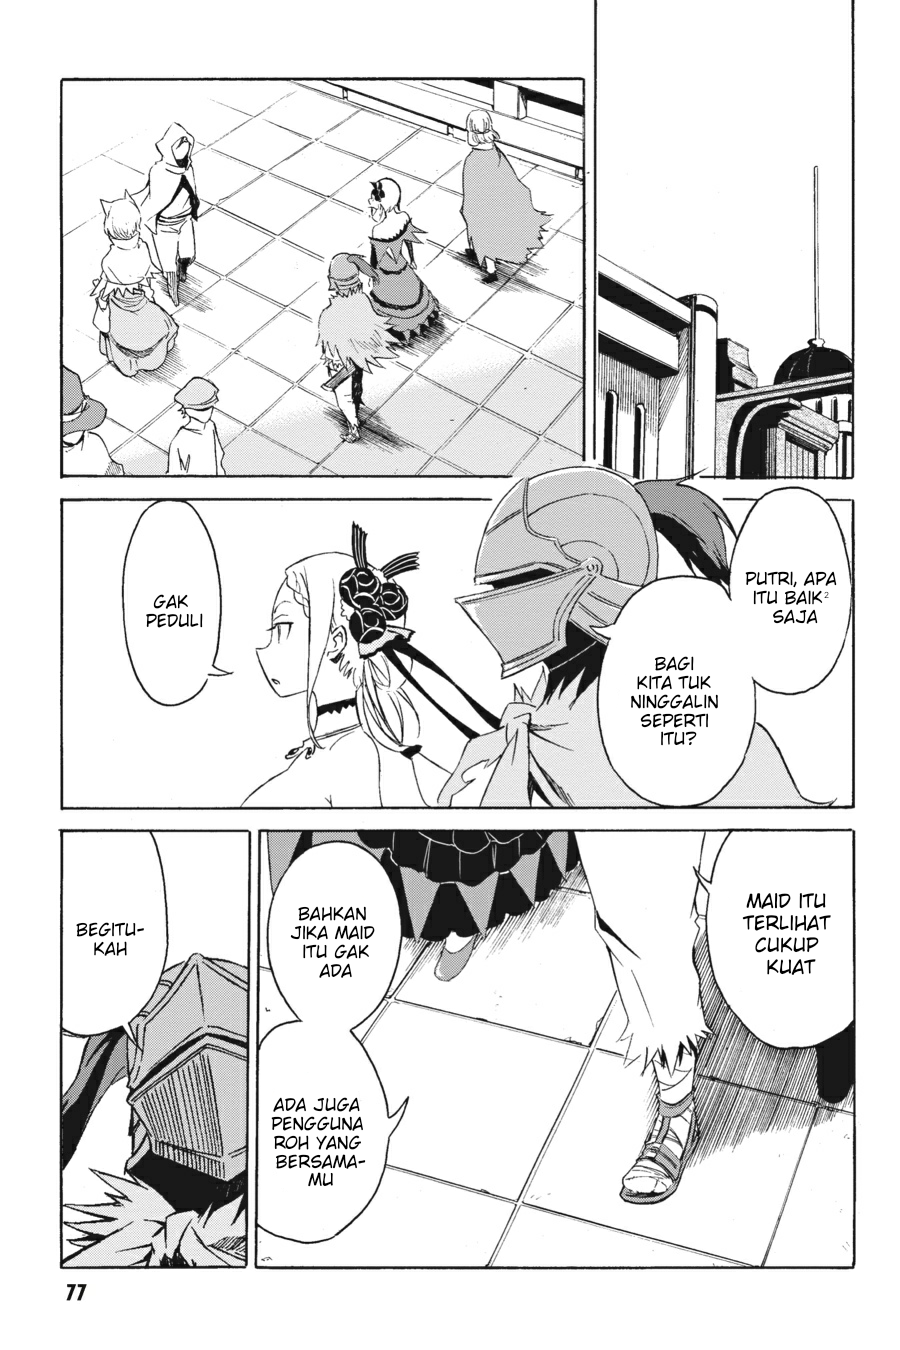 PUTRI, APA
ITU BAIK²
SAJA
BAGI
KITA TUK
NINGGALIN
SEPERTI
ITU?
GAK
PEDULI
MAID ITU
TERLIHAT
CUKUP
KUAT
BAHKAN
JIKA MAID
ITU GAK
ADA
ADA JUGA
PENGGUNA
ROH YANG
BERSAMA-
MU
BEGITU-
KAH
77